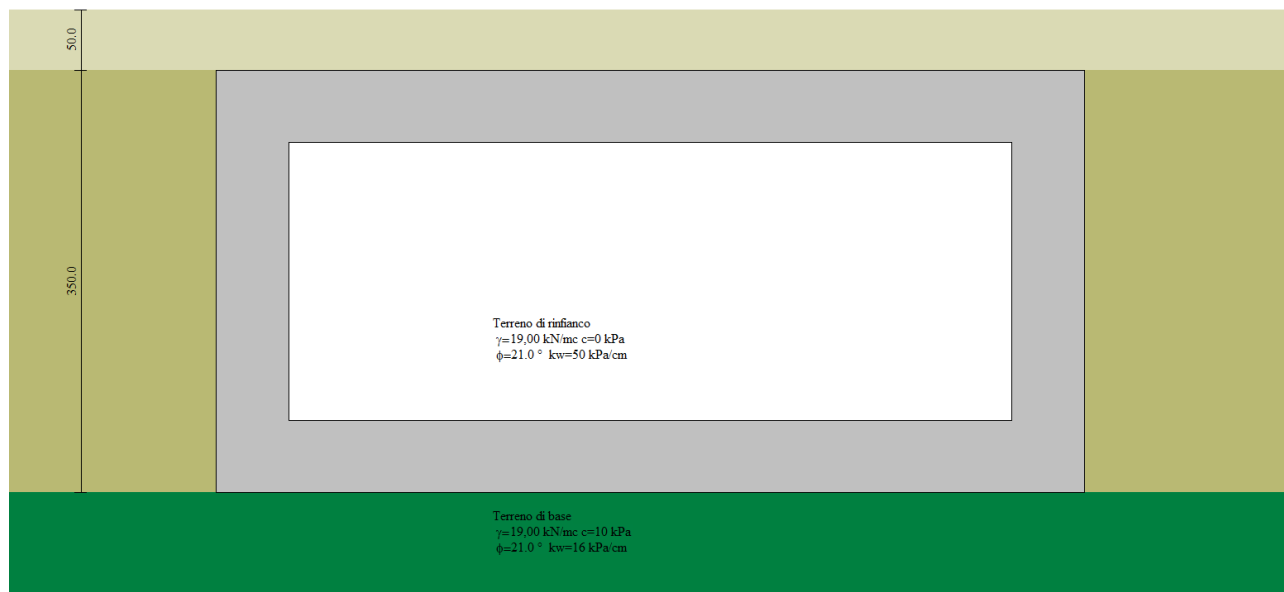 50.0
350.0
Terreno di rinfianco
γ=19,00 kN/mc c=0 kPa
ϕ=21.0 ° kw=50 kPa/cm
Terreno di base
γ=19,00 kN/mc c=10 kPa
ϕ=21.0 ° kw=16 kPa/cm